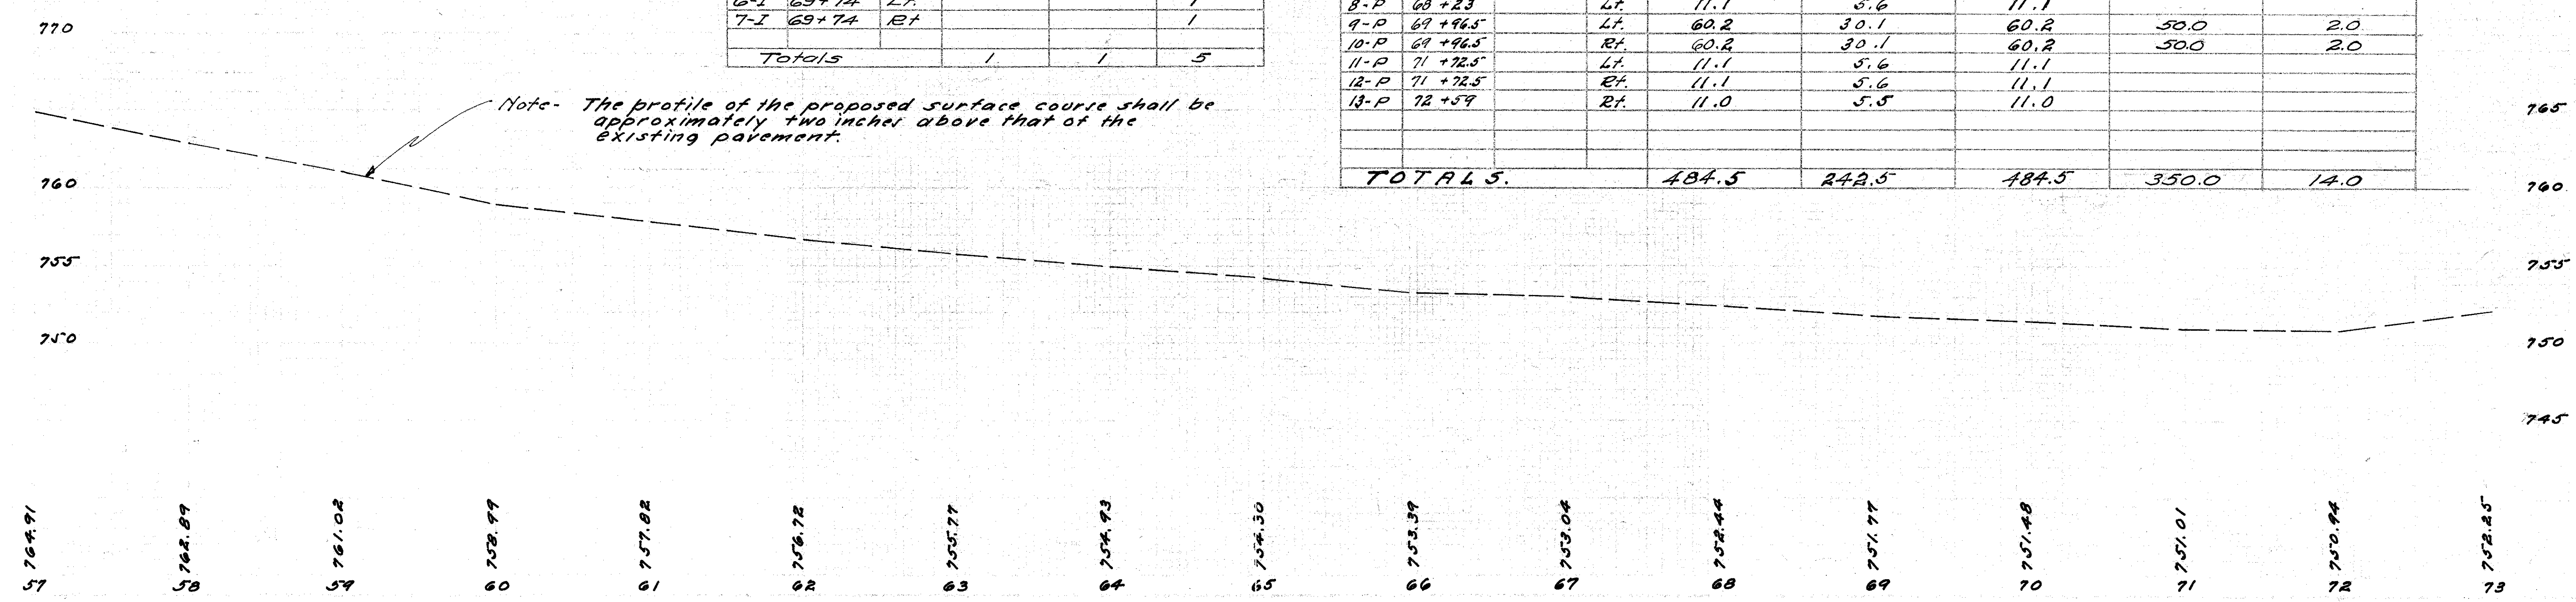 6-I 69+74 Lt. 1
7-I 69+74 Rt 1
Totals 1 1 5
8-P 68 +23 Lt. 11.1 5.6 11.1
9-P 69 +96.5 Lt. 60.2 30.1 60.2 50.0 2.0
10-P 69 +96.5 Rt. 60.2 30.1 60.2 50.0 2.0
11-P 71 +72.5 Lt. 11.1 5.6 11.1
12-P 71 +72.5 Rt. 11.1 5.6 11.1
13-P 72 +59 Rt. 11.0 5.5 11.0
TOTALS. 484.5 242.5 484.5 350.0 14.0
Note- The profile of the proposed surface course shall be
approximately two inches above that of the
existing pavement.
770
760
755
750
765
760
755
750
745
764.91 762.89 761.02 758.99 757.82 756.72 755.77 754.93 754.30 753.39 753.04 752.44 751.77 751.48 751.01 750.94 752.25
57 58 59 60 61 62 63 64 65 66 67 68 69 70 71 72 73